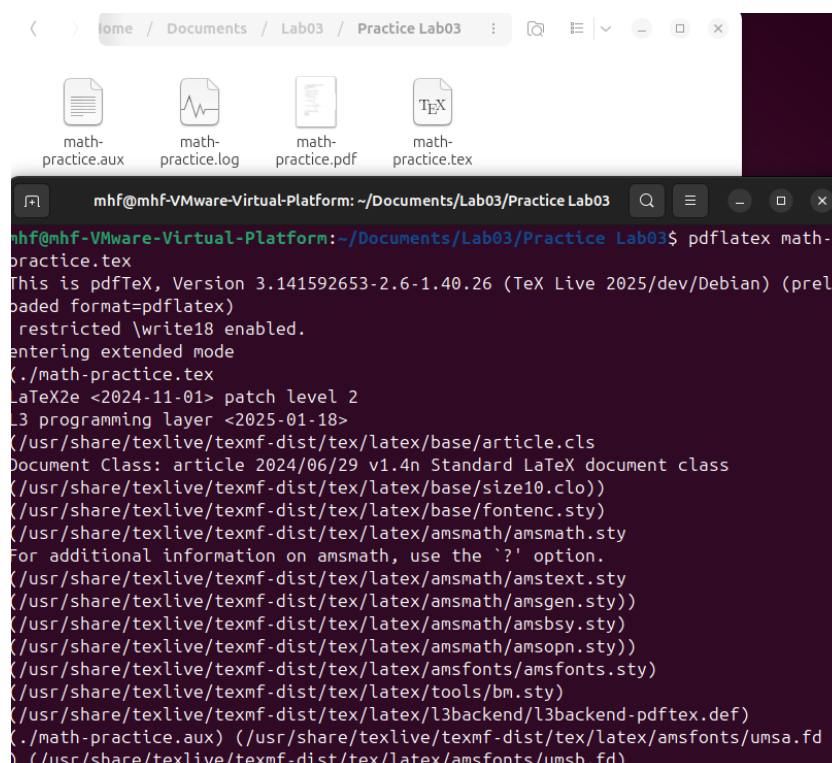 ome / Documents / Lab03 / Practice Lab03
math-
practice.aux
math-
practice.log
math-
practice.pdf
TEX
math-
practice.tex
mhf@mhf-VMware-Virtual-Platform: ~/Documents/Lab03/Practice Lab03
mhf@mhf-VMware-Virtual-Platform:~/Documents/Lab03/Practice Lab03$ pdflatex math-
practice.tex
This is pdfTeX, Version 3.141592653-2.6-1.40.26 (TeX Live 2025/dev/Debian) (prel
oaded format=pdflatex)
 restricted \write18 enabled.
entering extended mode
(./math-practice.tex
LaTeX2e <2024-11-01> patch level 2
L3 programming layer <2025-01-18>
(/usr/share/texlive/texmf-dist/tex/latex/base/article.cls
Document Class: article 2024/06/29 v1.4n Standard LaTeX document class
(/usr/share/texlive/texmf-dist/tex/latex/base/size10.clo))
(/usr/share/texlive/texmf-dist/tex/latex/base/fontenc.sty)
(/usr/share/texlive/texmf-dist/tex/latex/amsmath/amsmath.sty
For additional information on amsmath, use the `?' option.
(/usr/share/texlive/texmf-dist/tex/latex/amsmath/amstext.sty
(/usr/share/texlive/texmf-dist/tex/latex/amsmath/amsgen.sty))
(/usr/share/texlive/texmf-dist/tex/latex/amsmath/amsbsy.sty)
(/usr/share/texlive/texmf-dist/tex/latex/amsmath/amsopn.sty))
(/usr/share/texlive/texmf-dist/tex/latex/amsfonts/amsfonts.sty)
(/usr/share/texlive/texmf-dist/tex/latex/tools/bm.sty)
(/usr/share/texlive/texmf-dist/tex/latex/l3backend/l3backend-pdftex.def)
(./math-practice.aux) (/usr/share/texlive/texmf-dist/tex/latex/amsfonts/umsa.fd
) (/usr/share/texlive/texmf-dist/tex/latex/amsfonts/umsb.fd)